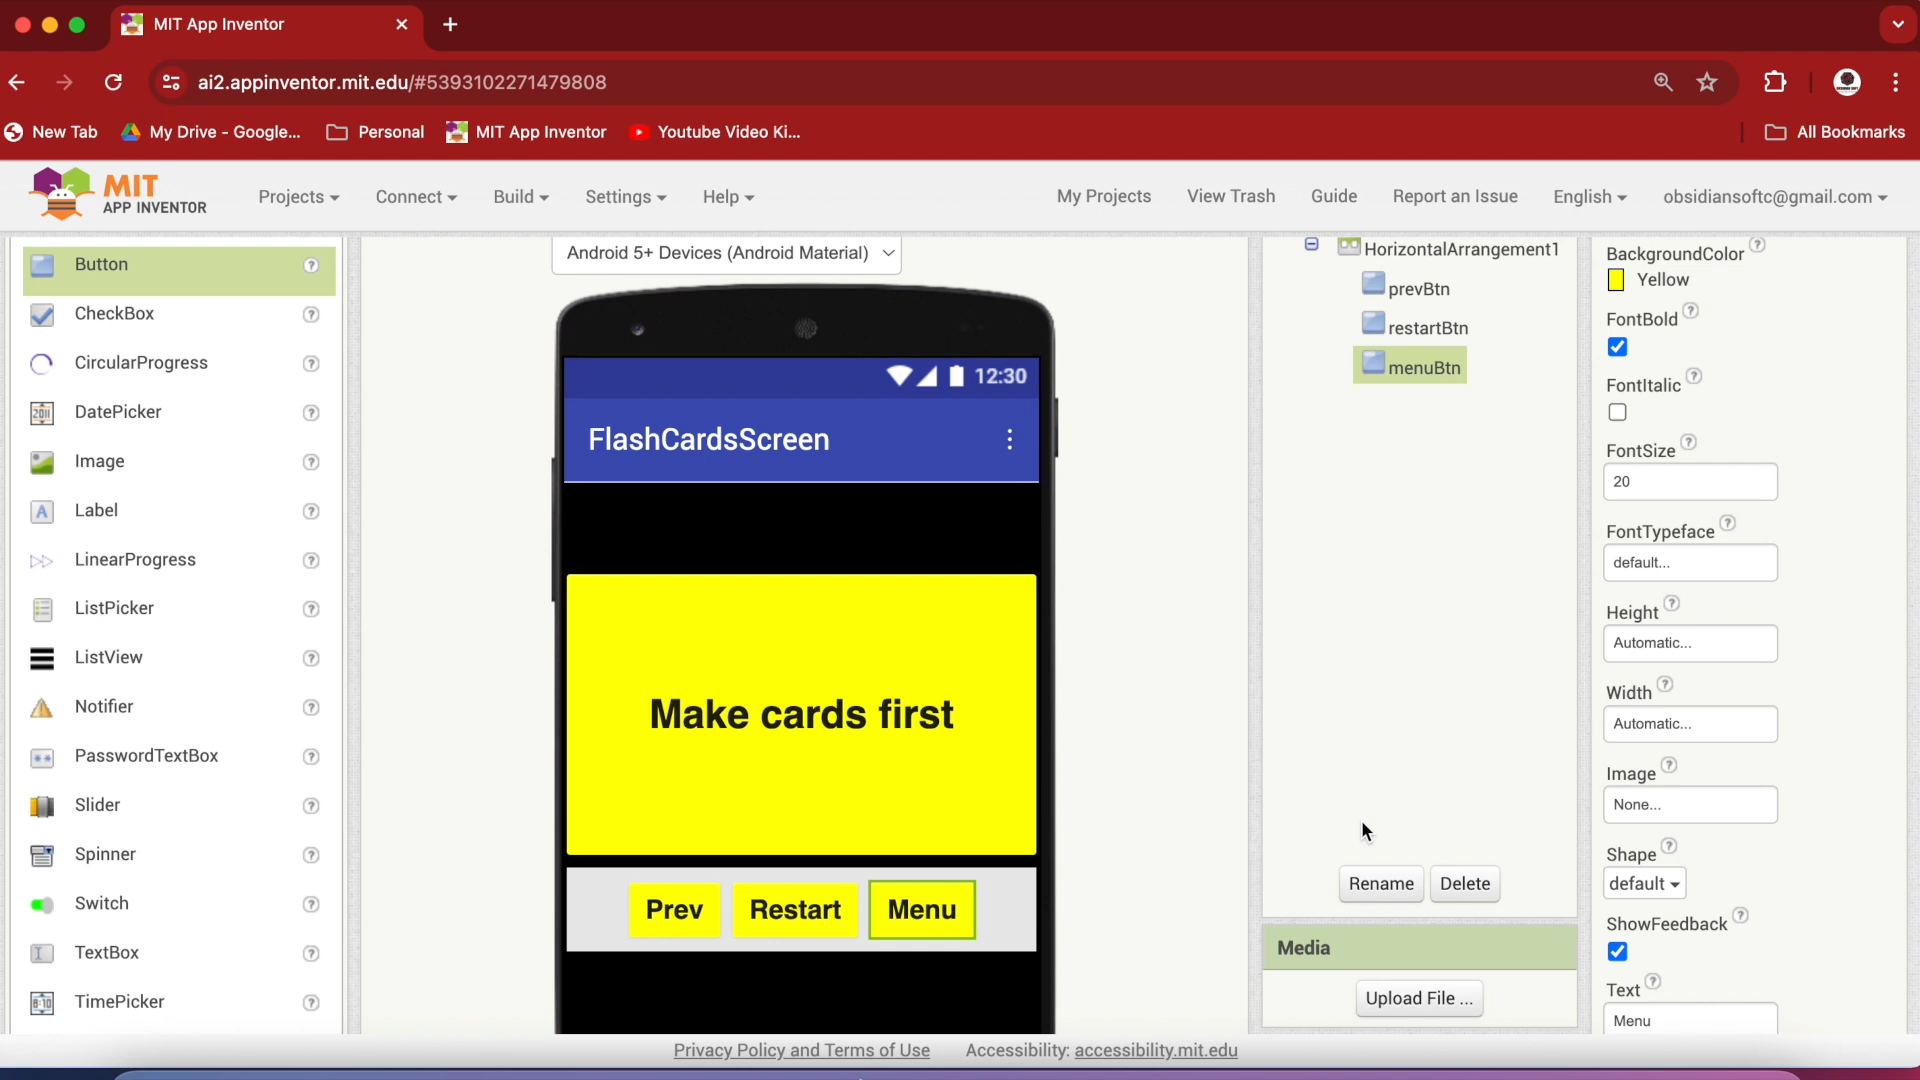 MIT App Inventor
ai2.appinventor.mit.edu/#5393102271479808
New Tab
My Drive - Google...
Personal
MIT App Inventor
Youtube Video Ki...
All Bookmarks
MIT
APP INVENTOR
Projects
Connect
Build
Settings
Help
My Projects
View Trash
Guide
Report an Issue
English
obsidiansoftc@gmail.com
Button
CheckBox
CircularProgress
DatePicker
Image
Label
LinearProgress
ListPicker
ListView
Notifier
PasswordTextBox
Slider
Spinner
Switch
TextBox
TimePicker
Android 5+ Devices (Android Material)
12:30
FlashCardsScreen
Make cards first
Prev
Restart
Menu
HorizontalArrangement1
prevBtn
restartBtn
menuBtn
Rename
Delete
Media
Upload File ...
BackgroundColor
Yellow
FontBold
FontItalic
FontSize
20
FontTypeface
default...
Height
Automatic...
Width
Automatic...
Image
None...
Shape
default
ShowFeedback
Text
Menu
Privacy Policy and Terms of Use
Accessibility: accessibility.mit.edu